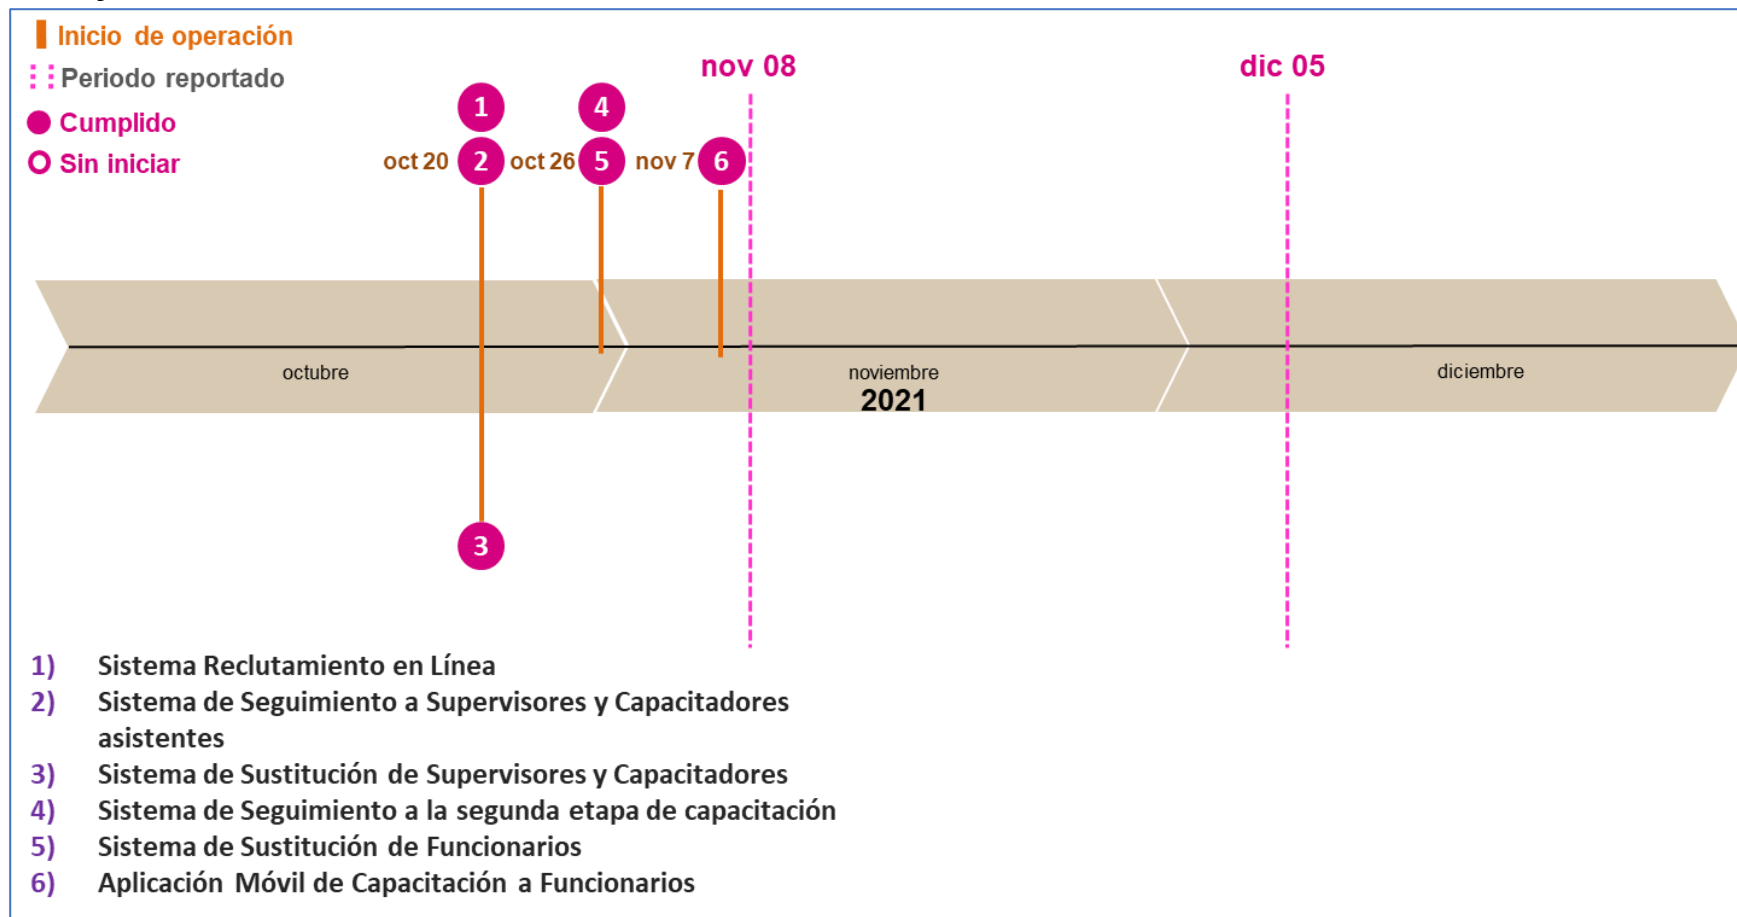 Inicio de operación
Periodo reportado
Cumplido
Sin iniciar
nov 08
dic 05
1
4
oct 20
2
oct 26
5
nov 7
6
octubre
noviembre
diciembre
2021
3
1) Sistema Reclutamiento en Línea
2) Sistema de Seguimiento a Supervisores y Capacitadores
asistentes
3) Sistema de Sustitución de Supervisores y Capacitadores
4) Sistema de Seguimiento a la segunda etapa de capacitación
5) Sistema de Sustitución de Funcionarios
6) Aplicación Móvil de Capacitación a Funcionarios